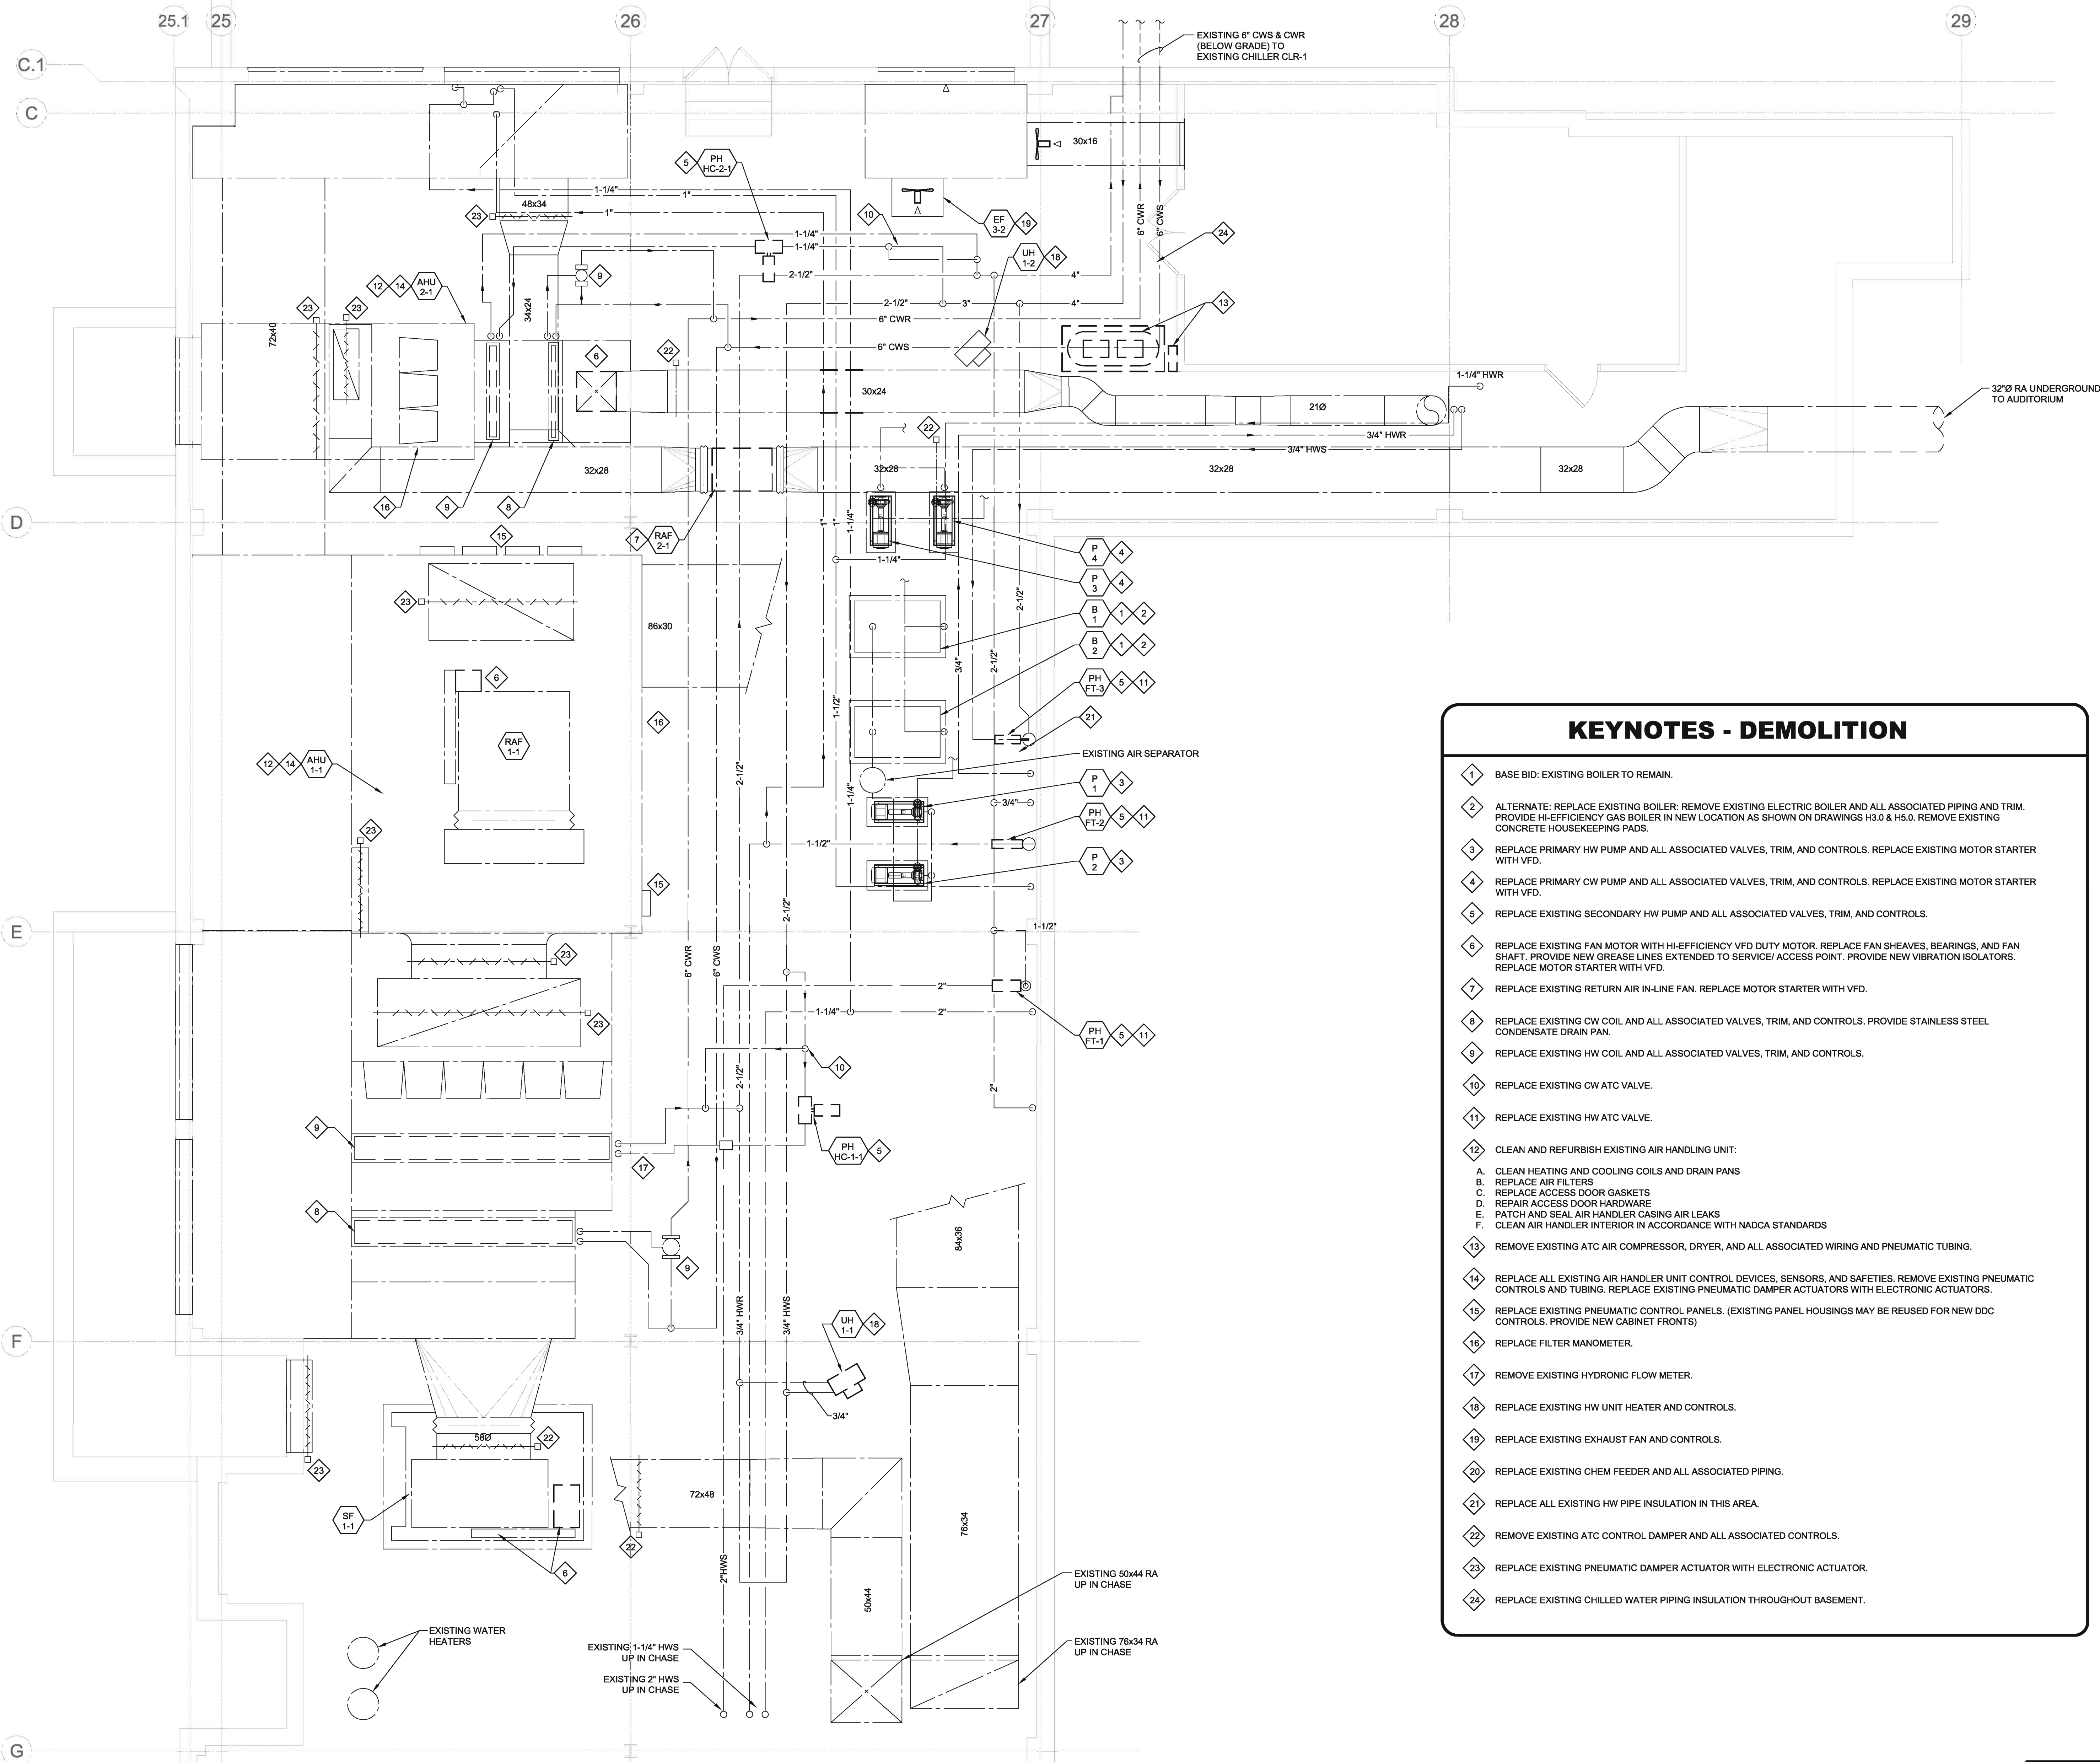 25.1
25
26
27
28
29
C.1
C
D
E
F
G
EXISTING 6" CWS & CWR
(BELOW GRADE) TO
EXISTING CHILLER CLR-1
30x16
5
PH
HC-2-1
1-1/4"
1"
48x34
23
1"
10
EF
3-2
19
6" CWR
6" CWS
24
1-1/4"
1-1/4"
UH
1-2
18
9
2-1/2"
4"
12
14
AHU
2-1
23
23
34x24
2-1/2"
3"
4"
13
6" CWR
72x40
6
22
6" CWS
1-1/4" HWR
30x24
21Ø
32"Ø RA UNDERGROUND
TO AUDITORIUM
22
3/4" HWR
3/4" HWS
32x28
32x28
32x28
32x28
16
9
8
15
7
RAF
2-1
1"
1"
1-1/4"
P
4
4
P
3
4
1-1/4"
23
2-1/2"
B
1
1
2
86x30
B
2
1
2
3/4"
2-1/2"
6
PH
FT-3
5
11
1-1/2"
16
21
RAF
1-1
12
14
AHU
1-1
EXISTING AIR SEPARATOR
2-1/2"
1-1/4"
P
1
3
3/4"
PH
FT-2
5
11
23
1-1/2"
P
2
3
15
2-1/2"
1-1/2"
23
6" CWR
6" CWS
2"
1-1/4"
2"
23
PH
FT-1
5
11
10
2-1/2"
2"
9
PH
HC-1-1
5
17
8
9
84x36
3/4" HWR
3/4" HWS
UH
1-1
18
3/4"
58Ø
22
23
72x48
SF
1-1
22
6
76x34
2"HWS
50x44
EXISTING 50x44 RA
UP IN CHASE
EXISTING WATER
HEATERS
EXISTING 1-1/4" HWS
UP IN CHASE
EXISTING 76x34 RA
UP IN CHASE
EXISTING 2" HWS
UP IN CHASE
KEYNOTES - DEMOLITION
1 BASE BID: EXISTING BOILER TO REMAIN.
2 ALTERNATE: REPLACE EXISTING BOILER: REMOVE EXISTING ELECTRIC BOILER AND ALL ASSOCIATED PIPING AND TRIM.
PROVIDE HI-EFFICIENCY GAS BOILER IN NEW LOCATION AS SHOWN ON DRAWINGS H3.0 & H5.0. REMOVE EXISTING
CONCRETE HOUSEKEEPING PADS.
3 REPLACE PRIMARY HW PUMP AND ALL ASSOCIATED VALVES, TRIM, AND CONTROLS. REPLACE EXISTING MOTOR STARTER
WITH VFD.
4 REPLACE PRIMARY CW PUMP AND ALL ASSOCIATED VALVES, TRIM, AND CONTROLS. REPLACE EXISTING MOTOR STARTER
WITH VFD.
5 REPLACE EXISTING SECONDARY HW PUMP AND ALL ASSOCIATED VALVES, TRIM, AND CONTROLS.
6 REPLACE EXISTING FAN MOTOR WITH HI-EFFICIENCY VFD DUTY MOTOR. REPLACE FAN SHEAVES, BEARINGS, AND FAN
SHAFT. PROVIDE NEW GREASE LINES EXTENDED TO SERVICE/ ACCESS POINT. PROVIDE NEW VIBRATION ISOLATORS.
REPLACE MOTOR STARTER WITH VFD.
7 REPLACE EXISTING RETURN AIR IN-LINE FAN. REPLACE MOTOR STARTER WITH VFD.
8 REPLACE EXISTING CW COIL AND ALL ASSOCIATED VALVES, TRIM, AND CONTROLS. PROVIDE STAINLESS STEEL
CONDENSATE DRAIN PAN.
9 REPLACE EXISTING HW COIL AND ALL ASSOCIATED VALVES, TRIM, AND CONTROLS.
10 REPLACE EXISTING CW ATC VALVE.
11 REPLACE EXISTING HW ATC VALVE.
12 CLEAN AND REFURBISH EXISTING AIR HANDLING UNIT:
A. CLEAN HEATING AND COOLING COILS AND DRAIN PANS
B. REPLACE AIR FILTERS
C. REPLACE ACCESS DOOR GASKETS
D. REPAIR ACCESS DOOR HARDWARE
E. PATCH AND SEAL AIR HANDLER CASING AIR LEAKS
F. CLEAN AIR HANDLER INTERIOR IN ACCORDANCE WITH NADCA STANDARDS
13 REMOVE EXISTING ATC AIR COMPRESSOR, DRYER, AND ALL ASSOCIATED WIRING AND PNEUMATIC TUBING.
14 REPLACE ALL EXISTING AIR HANDLER UNIT CONTROL DEVICES, SENSORS, AND SAFETIES. REMOVE EXISTING PNEUMATIC
CONTROLS AND TUBING. REPLACE EXISTING PNEUMATIC DAMPER ACTUATORS WITH ELECTRONIC ACTUATORS.
15 REPLACE EXISTING PNEUMATIC CONTROL PANELS. (EXISTING PANEL HOUSINGS MAY BE REUSED FOR NEW DDC
CONTROLS. PROVIDE NEW CABINET FRONTS)
16 REPLACE FILTER MANOMETER.
17 REMOVE EXISTING HYDRONIC FLOW METER.
18 REPLACE EXISTING HW UNIT HEATER AND CONTROLS.
19 REPLACE EXISTING EXHAUST FAN AND CONTROLS.
20 REPLACE EXISTING CHEM FEEDER AND ALL ASSOCIATED PIPING.
21 REPLACE ALL EXISTING HW PIPE INSULATION IN THIS AREA.
22 REMOVE EXISTING ATC CONTROL DAMPER AND ALL ASSOCIATED CONTROLS.
23 REPLACE EXISTING PNEUMATIC DAMPER ACTUATOR WITH ELECTRONIC ACTUATOR.
24 REPLACE EXISTING CHILLED WATER PIPING INSULATION THROUGHOUT BASEMENT.